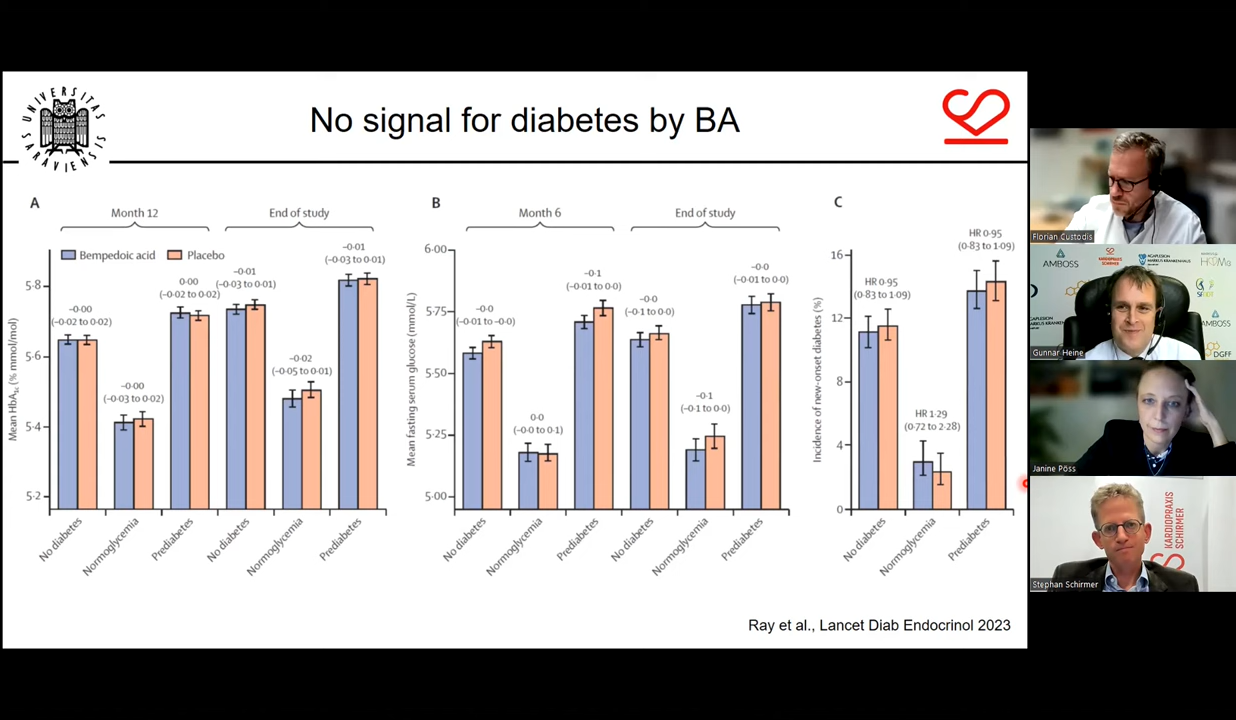 UNIVERSITAS
SARAVIENSIS
No signal for diabetes by BA
A
Month 12
End of study
Bempedoic acid
Placebo
Mean HbA1c (% mmol/mol)
5·8
5·6
5·4
5·2
−0·00
(−0·02 to 0·02)
−0·00
(−0·03 to 0·02)
0·00
(−0·02 to 0·02)
−0·01
(−0·03 to 0·01)
−0·02
(−0·05 to 0·01)
−0·01
(−0·03 to 0·01)
No diabetes
Normoglycemia
Prediabetes
No diabetes
Normoglycemia
Prediabetes
B
Month 6
End of study
Mean fasting serum glucose (mmol/L)
6·00
5·75
5·50
5·25
5·00
−0·0
(−0·01 to −0·0)
0·0
(−0·0 to 0·1)
−0·1
(−0·01 to 0·0)
−0·0
(−0·1 to 0·0)
−0·1
(−0·1 to 0·0)
−0·0
(−0·01 to 0·0)
No diabetes
Normoglycemia
Prediabetes
No diabetes
Normoglycemia
Prediabetes
C
Incidence of new-onset diabetes (%)
16
12
8
4
0
HR 0·95
(0·83 to 1·09)
HR 1·29
(0·72 to 2·28)
HR 0·95
(0·83 to 1·09)
No diabetes
Normoglycemia
Prediabetes
Ray et al., Lancet Diab Endocrinol 2023
Florian Custodis
AMBOSS
KARDIOPRAXIS
SCHIRMER
AGAPLESION
MARKUS KRANKENHAUS
AMBOSS
DGFF
Gunnar Heine
Janine Pöss
KARDIOPRAXIS
SCHIRMER
Stephan Schirmer